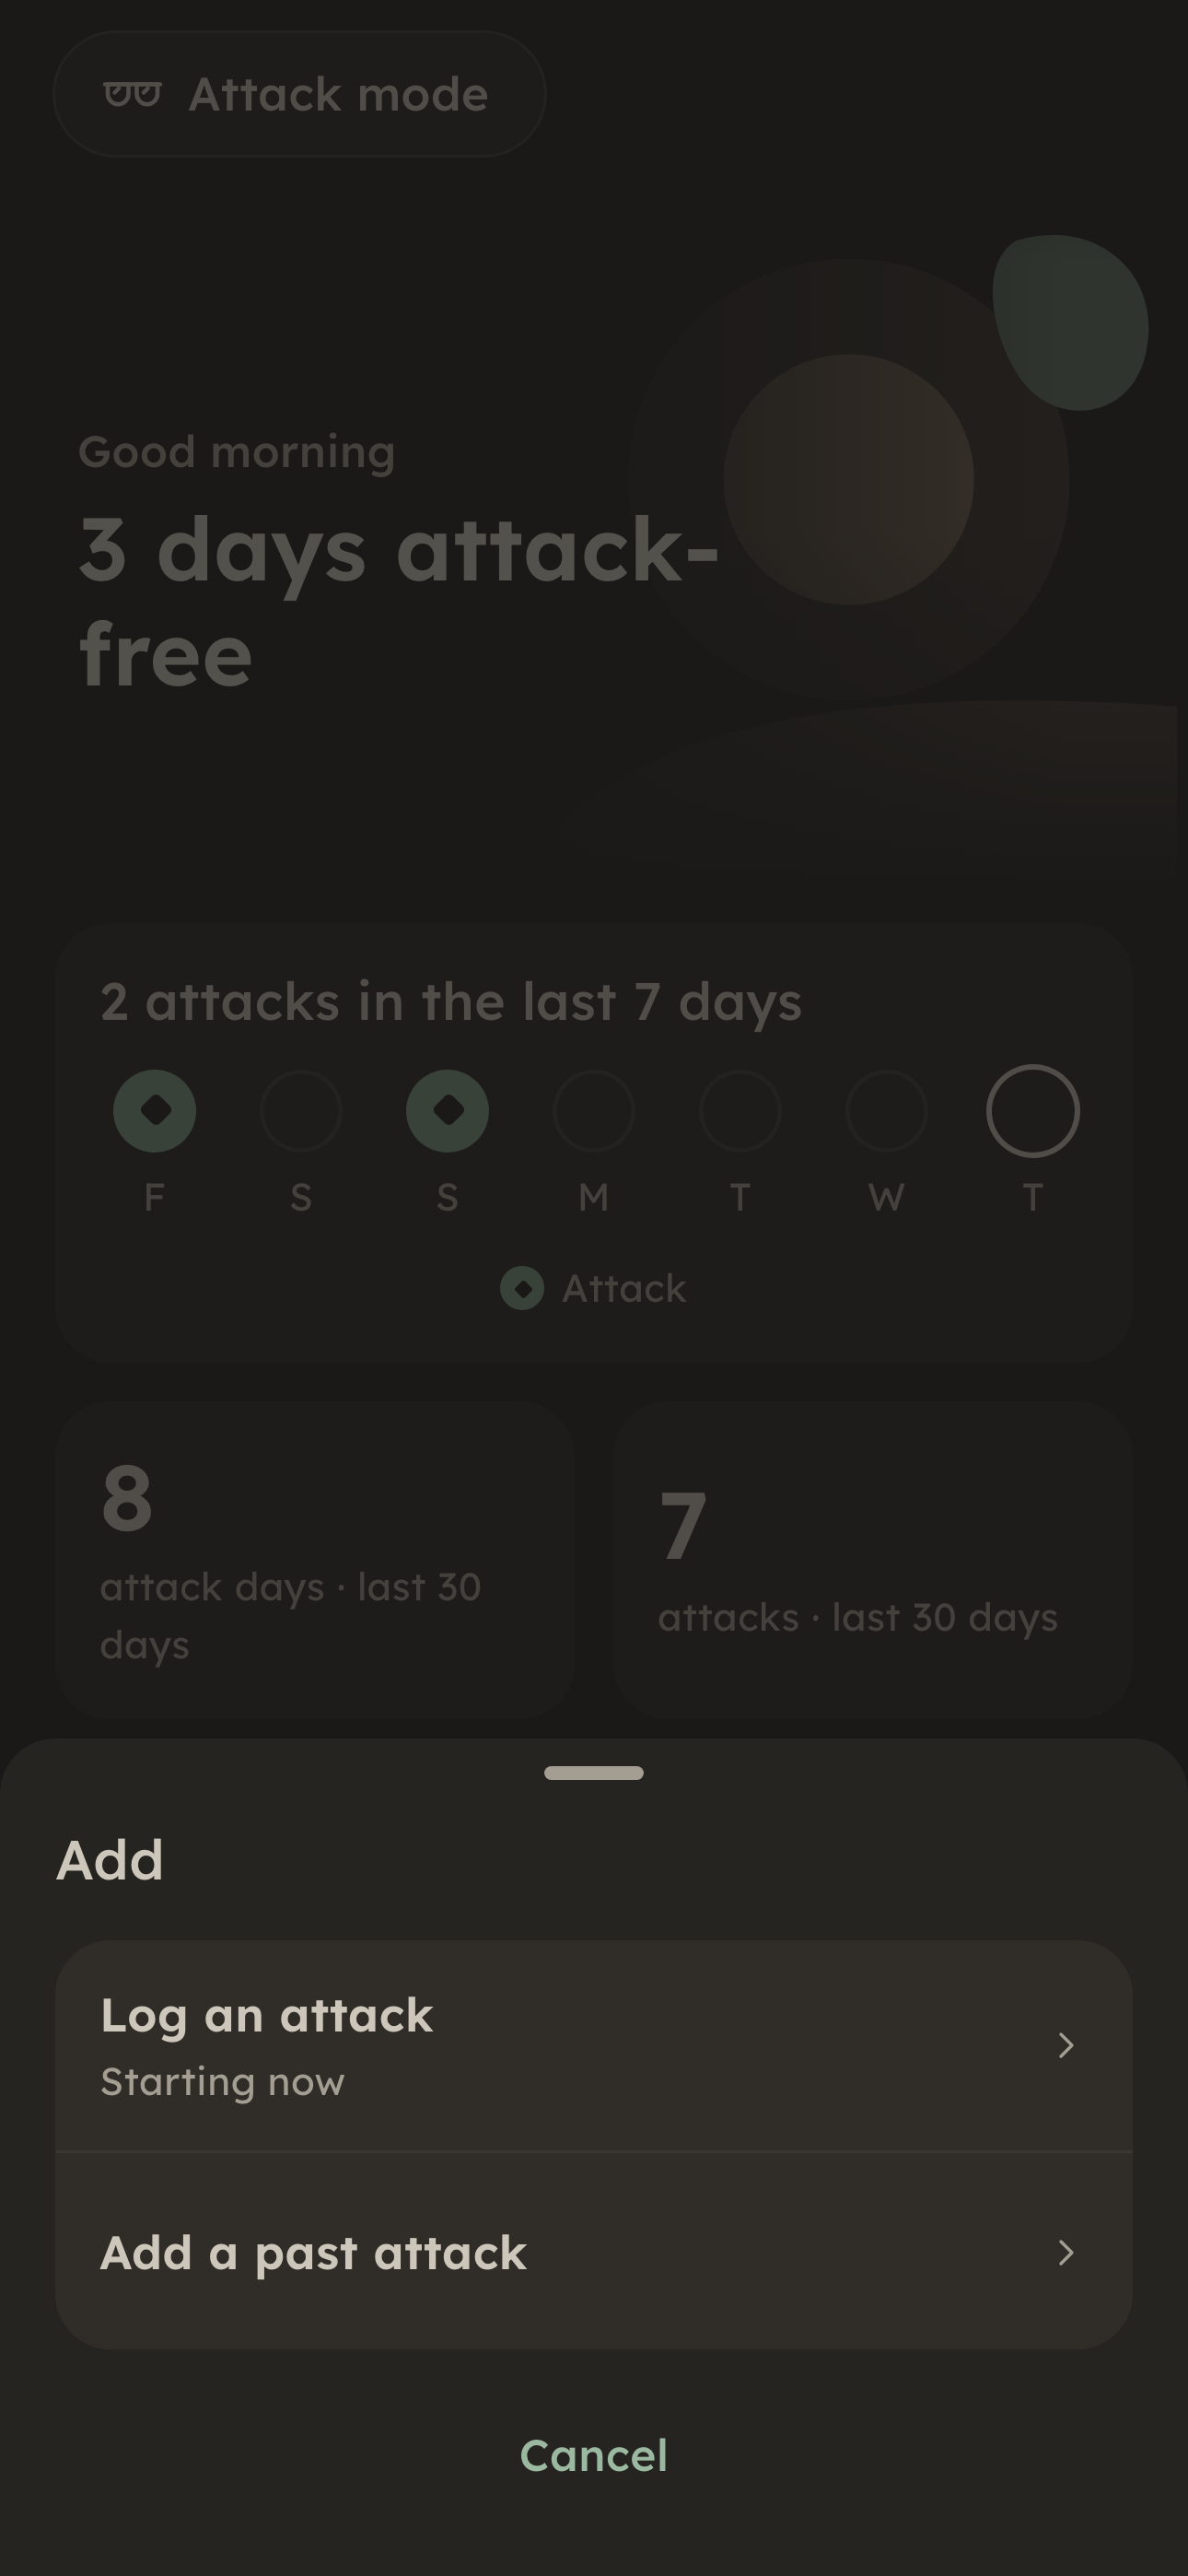 Attack mode
Good morning
3 days attack-
free
2 attacks in the last 7 days
F S S M T W T
Attack
8
attack days · last 30
days
7
attacks · last 30 days
Add
Log an attack
Starting now
Add a past attack
Cancel